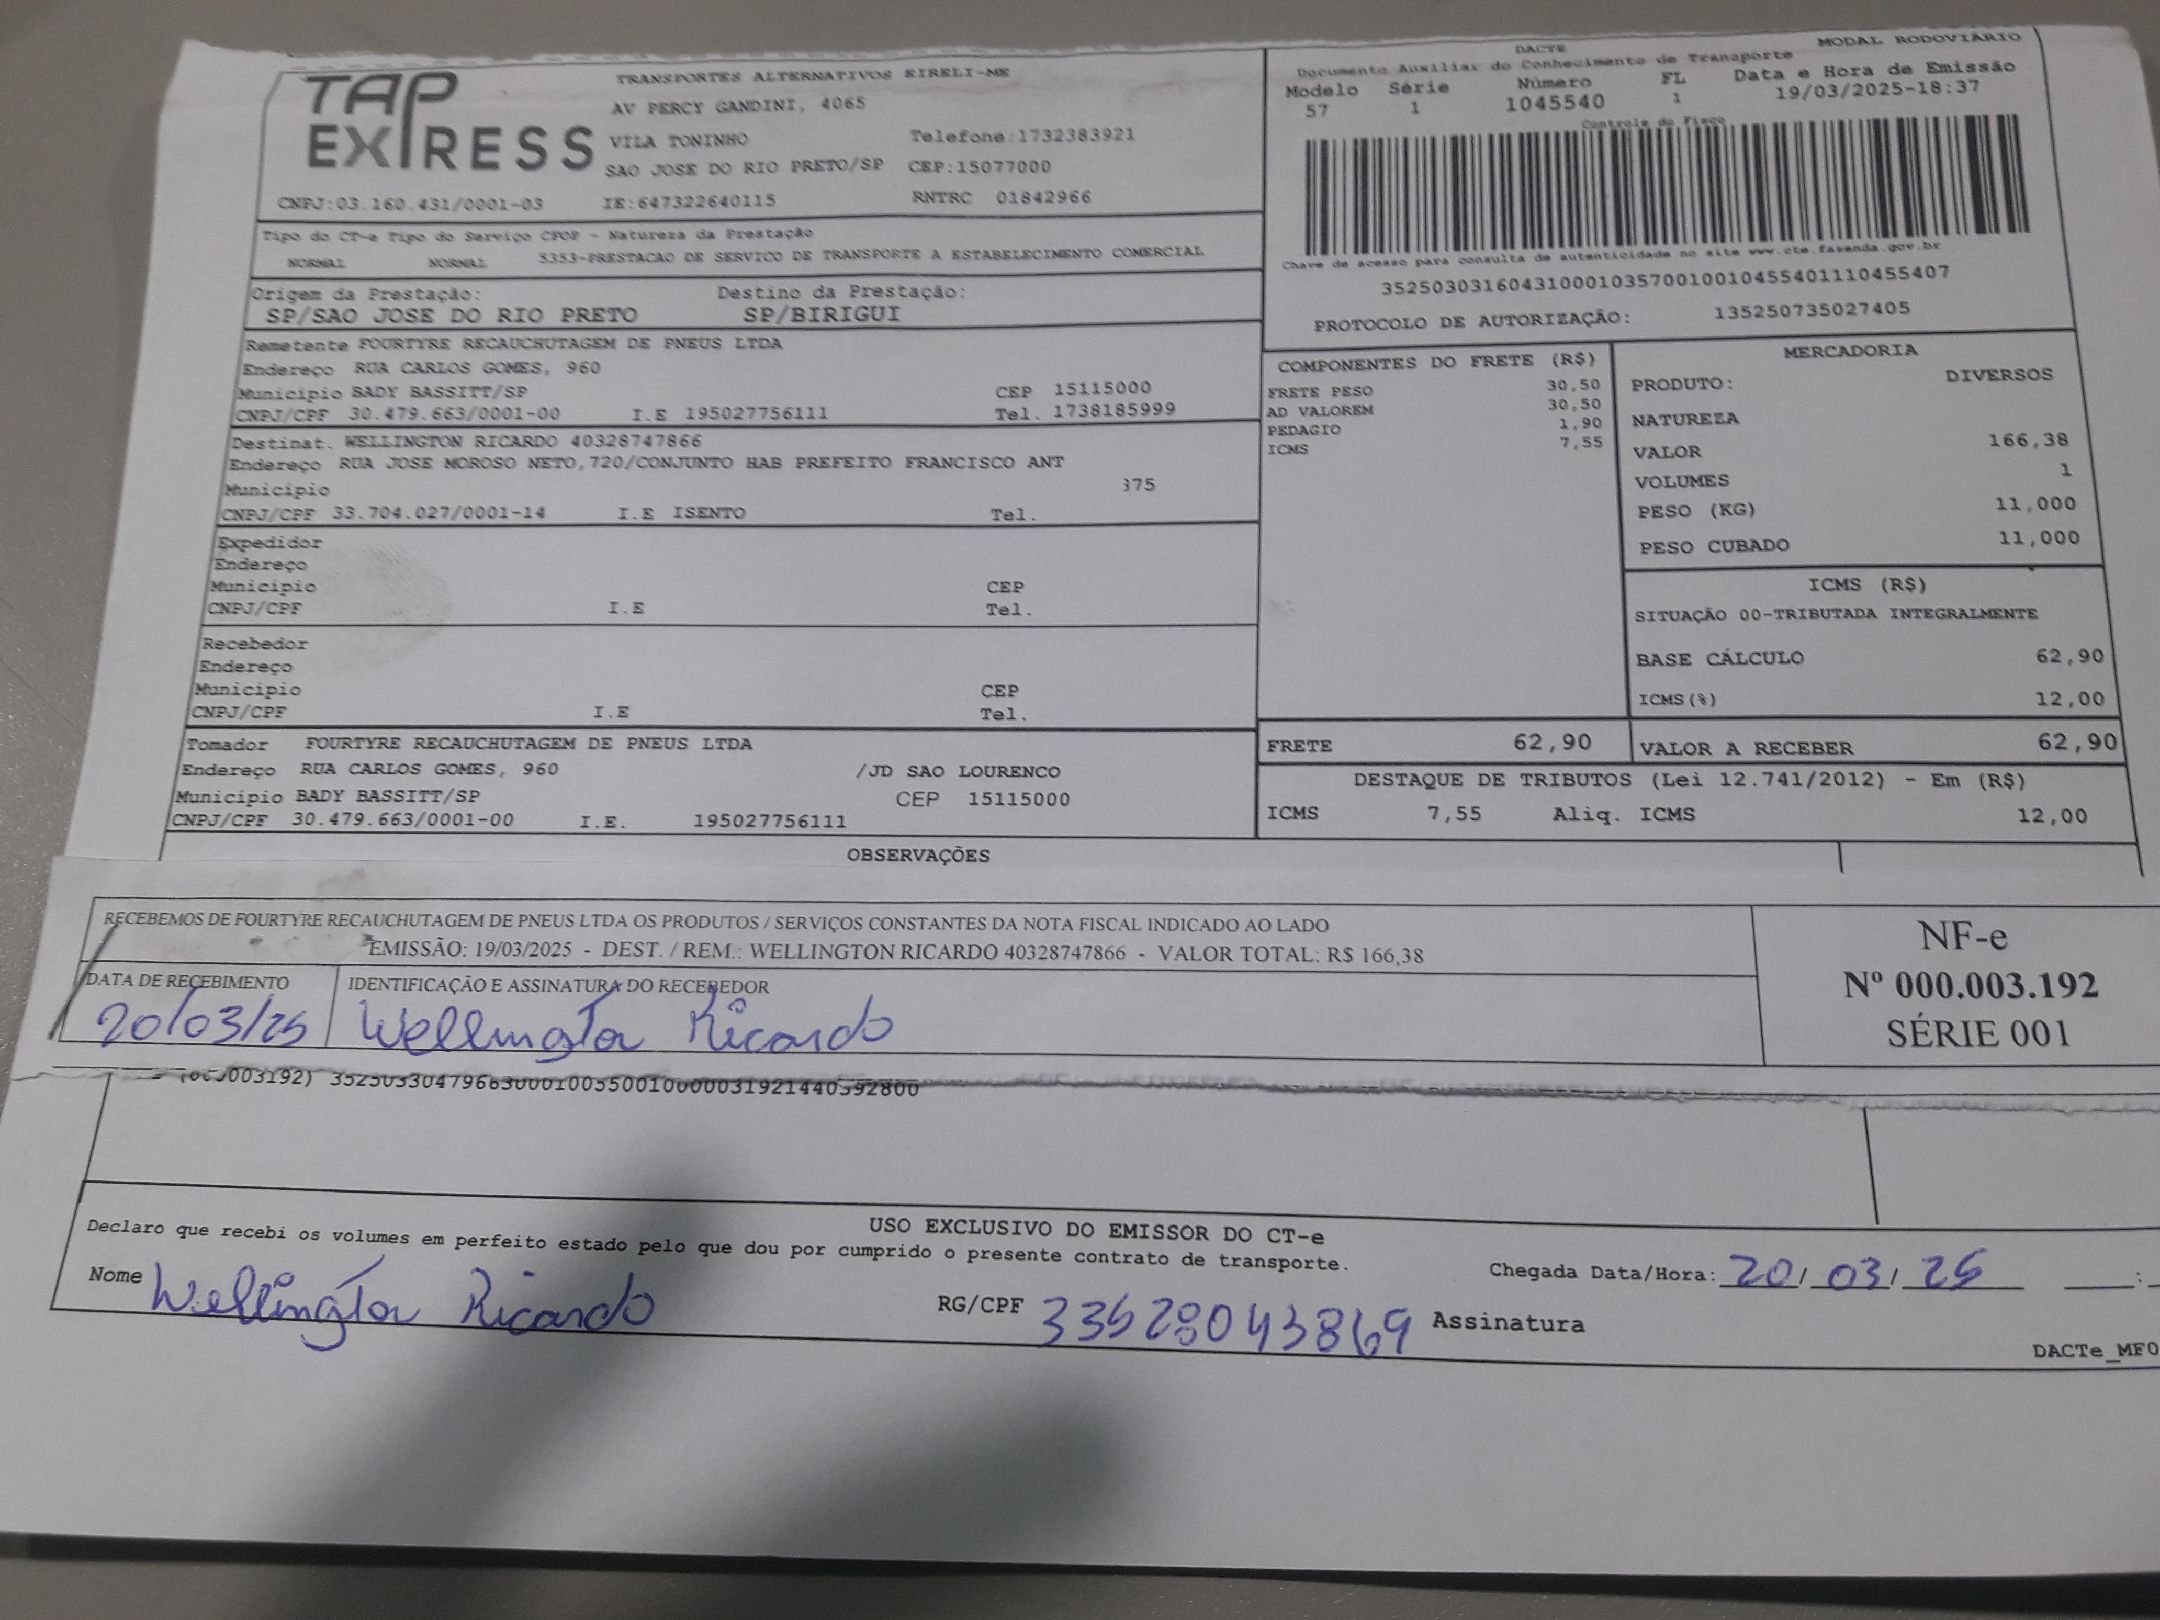 TAP EXPRESS
TRANSPORTES ALTERNATIVOS EIRELI-ME
AV PERCY GANDINI, 4065
VILA TONINHO Telefone:1732383921
SAO JOSE DO RIO PRETO/SP CEP:15077000
CNPJ:03.160.431/0001-03 IE:647322640115 RNTRC 01842966
DACTE MODAL RODOVIÁRIO
Documento Auxiliar do Conhecimento de Transporte
Modelo Série Número FL Data e Hora de Emissão
57 1 1045540 1 19/03/2025-18:37
Controle do Fisco
Chave de acesso para consulta de autenticidade no site www.cte.fazenda.gov.br
35250303160431000103570010010455401110455407
PROTOCOLO DE AUTORIZAÇÃO: 135250735027405
Tipo do CT-e Tipo do Serviço CFOP - Natureza da Prestação
NORMAL NORMAL 5353-PRESTACAO DE SERVICO DE TRANSPORTE A ESTABELECIMENTO COMERCIAL
Origem da Prestação: Destino da Prestação:
SP/SAO JOSE DO RIO PRETO SP/BIRIGUI
Remetente FOURTYRE RECAUCHUTAGEM DE PNEUS LTDA
Endereço RUA CARLOS GOMES, 960
Município BADY BASSITT/SP CEP 15115000
CNPJ/CPF 30.479.663/0001-00 I.E 195027756111 Tel. 1738185999
Destinat. WELLINGTON RICARDO 40328747866
Endereço RUA JOSE MOROSO NETO,720/CONJUNTO HAB PREFEITO FRANCISCO ANT
Município 375
CNPJ/CPF 33.704.027/0001-14 I.E ISENTO Tel.
Expedidor
Endereço
Município CEP
CNPJ/CPF I.E Tel.
Recebedor
Endereço
Município CEP
CNPJ/CPF I.E Tel.
Tomador FOURTYRE RECAUCHUTAGEM DE PNEUS LTDA
Endereço RUA CARLOS GOMES, 960 /JD SAO LOURENCO
Município BADY BASSITT/SP CEP 15115000
CNPJ/CPF 30.479.663/0001-00 I.E. 195027756111
COMPONENTES DO FRETE (R$)
FRETE PESO 30,50
AD VALOREM 30,50
PEDAGIO 1,90
ICMS 7,55
MERCADORIA
PRODUTO: DIVERSOS
NATUREZA
VALOR 166,38
VOLUMES 1
PESO (KG) 11,000
PESO CUBADO 11,000
ICMS (R$)
SITUAÇÃO 00-TRIBUTADA INTEGRALMENTE
BASE CÁLCULO 62,90
ICMS(%) 12,00
FRETE 62,90 VALOR A RECEBER 62,90
DESTAQUE DE TRIBUTOS (Lei 12.741/2012) - Em (R$)
ICMS 7,55 Aliq. ICMS 12,00
OBSERVAÇÕES
RECEBEMOS DE FOURTYRE RECAUCHUTAGEM DE PNEUS LTDA OS PRODUTOS / SERVIÇOS CONSTANTES DA NOTA FISCAL INDICADO AO LADO
EMISSÃO: 19/03/2025 - DEST. / REM.: WELLINGTON RICARDO 40328747866 - VALOR TOTAL: R$ 166,38
DATA DE RECEBIMENTO IDENTIFICAÇÃO E ASSINATURA DO RECEBEDOR
20/03/25 Wellington Ricardo
NF-e
Nº 000.003.192
SÉRIE 001
USO EXCLUSIVO DO EMISSOR DO CT-e
Declaro que recebi os volumes em perfeito estado pelo que dou por cumprido o presente contrato de transporte.
Nome Wellington Ricardo RG/CPF 33528043869 Assinatura
Chegada Data/Hora: 20/03/25 :
DACTe_MF0